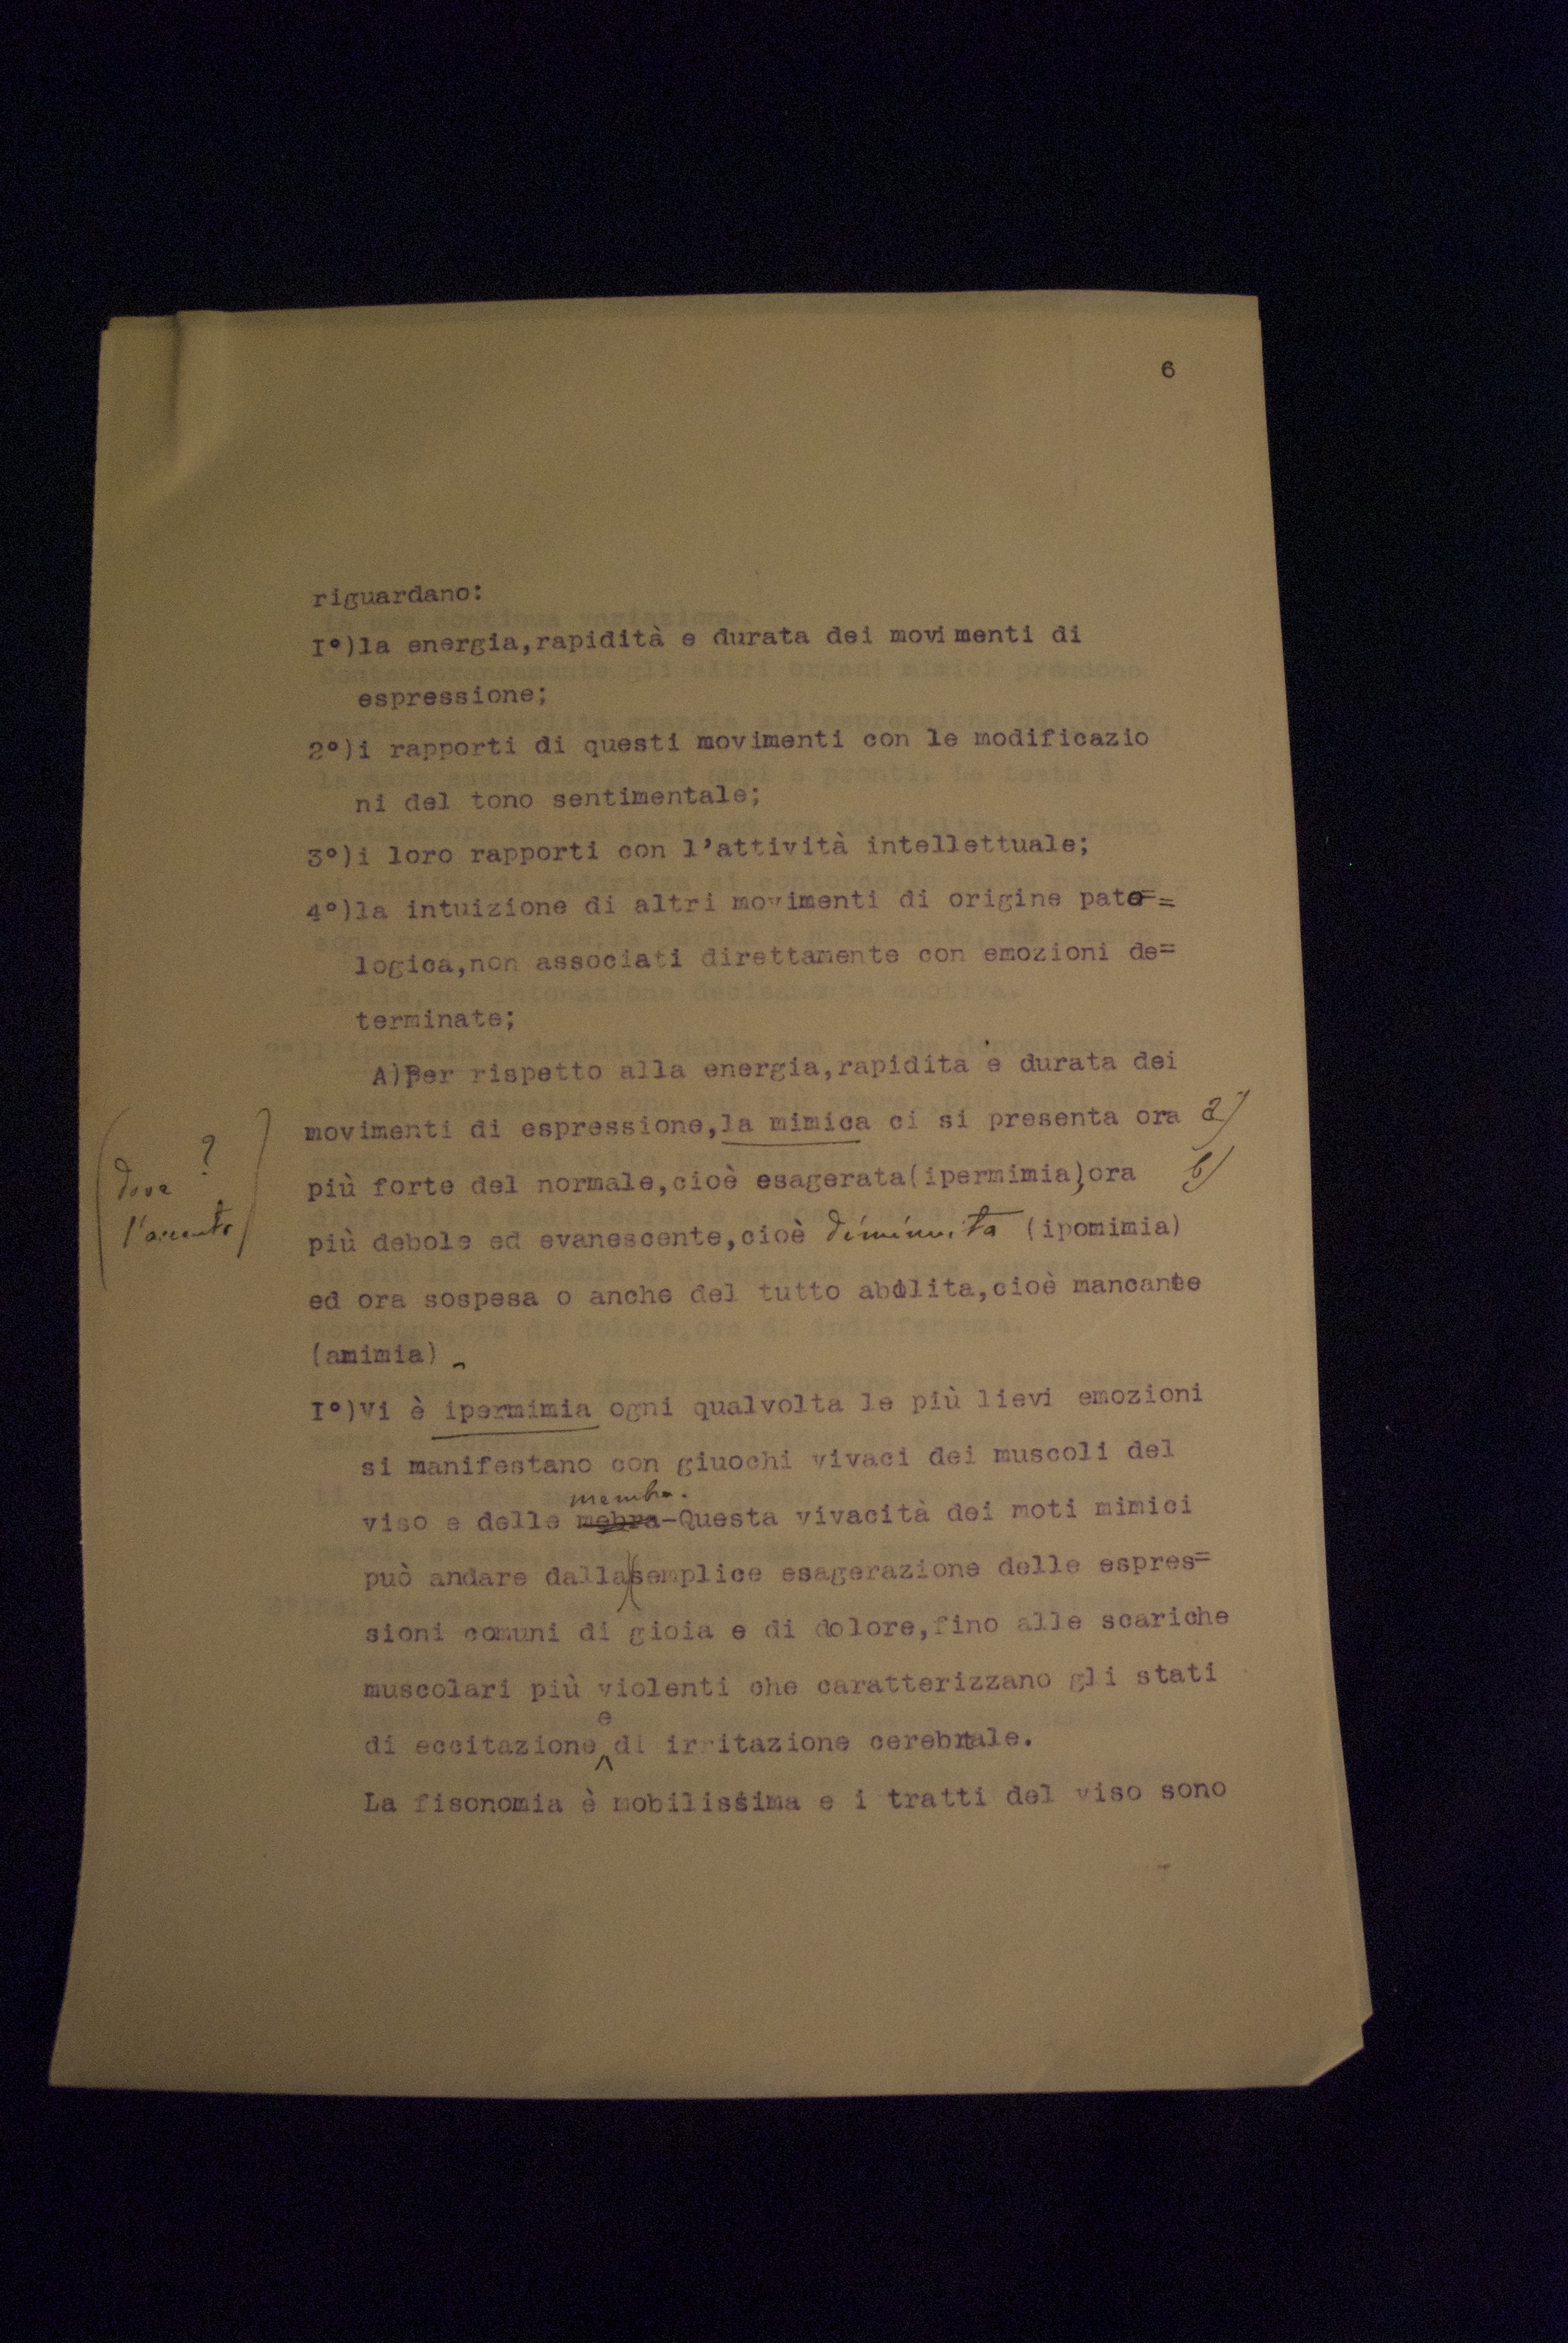 6
riguardano:
I°)la energia,rapidità e durata dei movimenti di
espressione;
2°)i rapporti di questi movimenti con le modificazio
ni del tono sentimentale;
3°)i loro rapporti con l'attività intellettuale;
4°)la intuizione di altri movimenti di origine pato==
logica,non associati direttamente con emozioni de=
terminate;
A)Per rispetto alla energia,rapidita e durata dei
movimenti di espressione,la mimica ci si presenta ora a)
più forte del normale,cioè esagerata(ipermimia),ora b)
? dove
l'accento
più debole ed evanescente,cioè diminuita (ipomimia)
ed ora sospesa o anche del tutto abolita,cioè mancante
(amimia).
I°)Vi è ipermimia ogni qualvolta le più lievi emozioni
si manifestano con giuochi vivaci dei muscoli del
membra.
viso e delle mebra-Questa vivacità dei moti mimici
può andare dalla semplice esagerazione delle espres=
sioni comuni di gioia e di dolore,fino alle scariche
muscolari più violenti che caratterizzano gli stati
e
di eccitazione di irritazione cerebrale.
La fisonomia è mobilissima e i tratti del viso sono